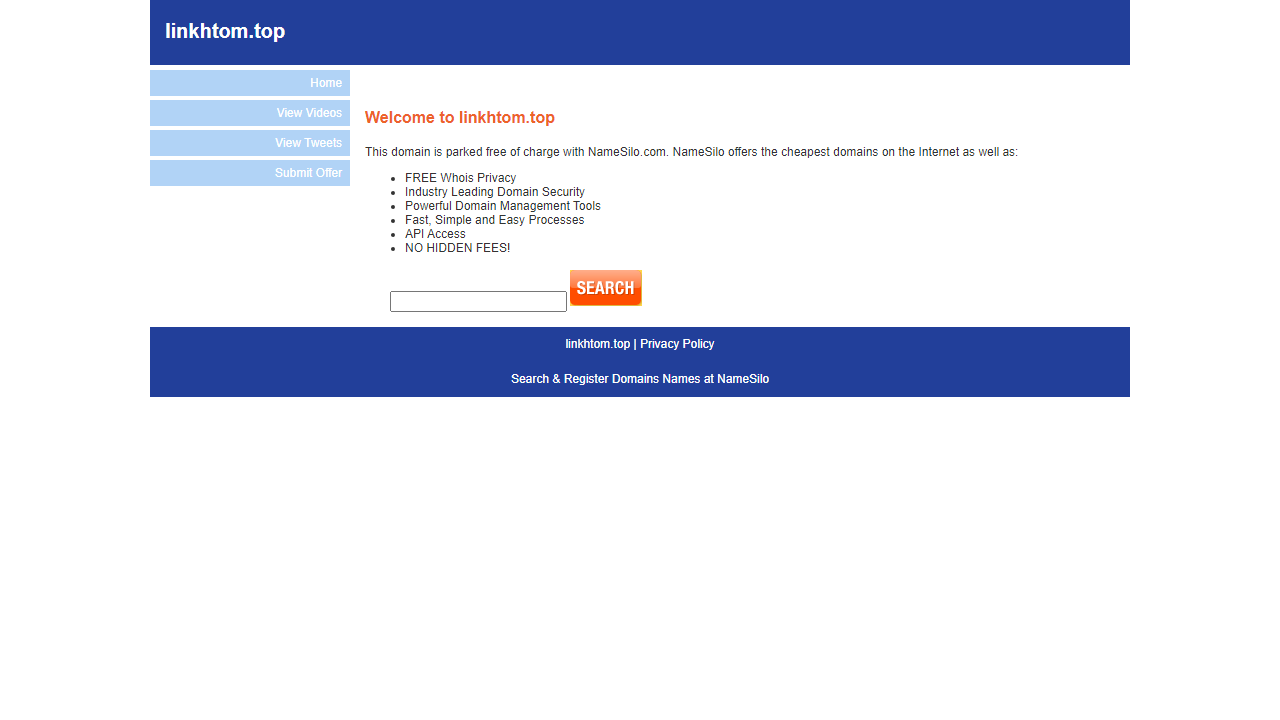 linkhtom.top
Home
View Videos
View Tweets
Submit Offer
Welcome to linkhtom.top
This domain is parked free of charge with NameSilo.com. NameSilo offers the cheapest domains on the Internet as well as:
FREE Whois Privacy
Industry Leading Domain Security
Powerful Domain Management Tools
Fast, Simple and Easy Processes
API Access
NO HIDDEN FEES!
SEARCH
linkhtom.top | Privacy Policy
Search & Register Domains Names at NameSilo